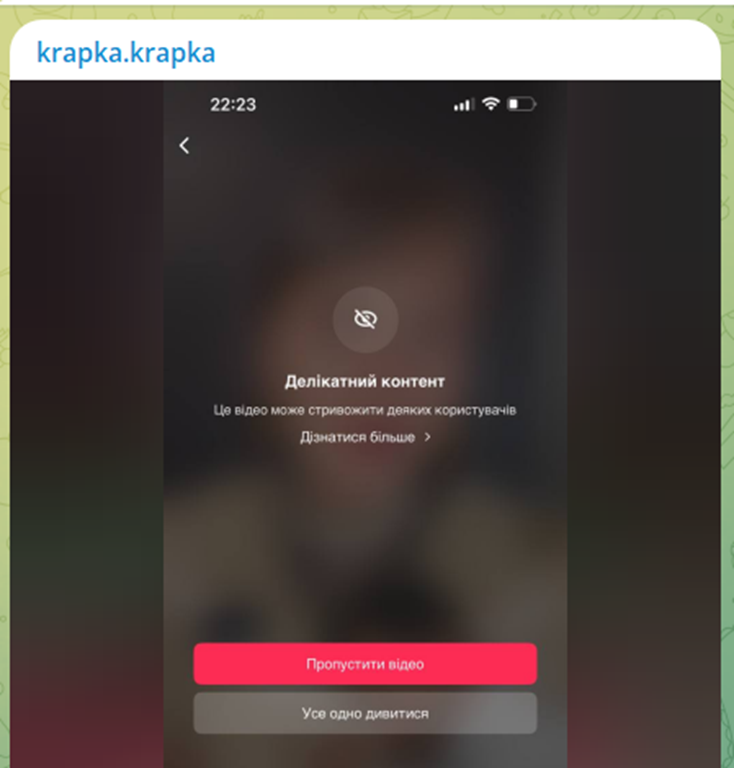 krapka.krapka
22:23
Делікатний контент
Це відео може стривожити деяких користувачів
Дізнатися більше >
Пропустити відео
Усе одно дивитися